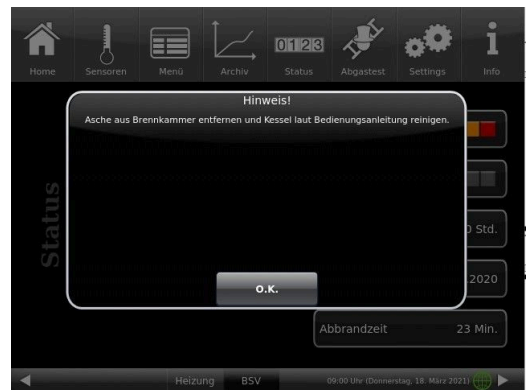 Home Sensoren Menü Archiv 0123 Status Abgastest Settings Info
Hinweis!
Asche aus Brennkammer entfernen und Kessel laut Bedienungsanleitung reinigen.
Status
0 Std.
.2020
O.K.
Abbrandzeit 23 Min.
Heizung BSV 09:00 Uhr (Donnerstag, 18. März 2021)